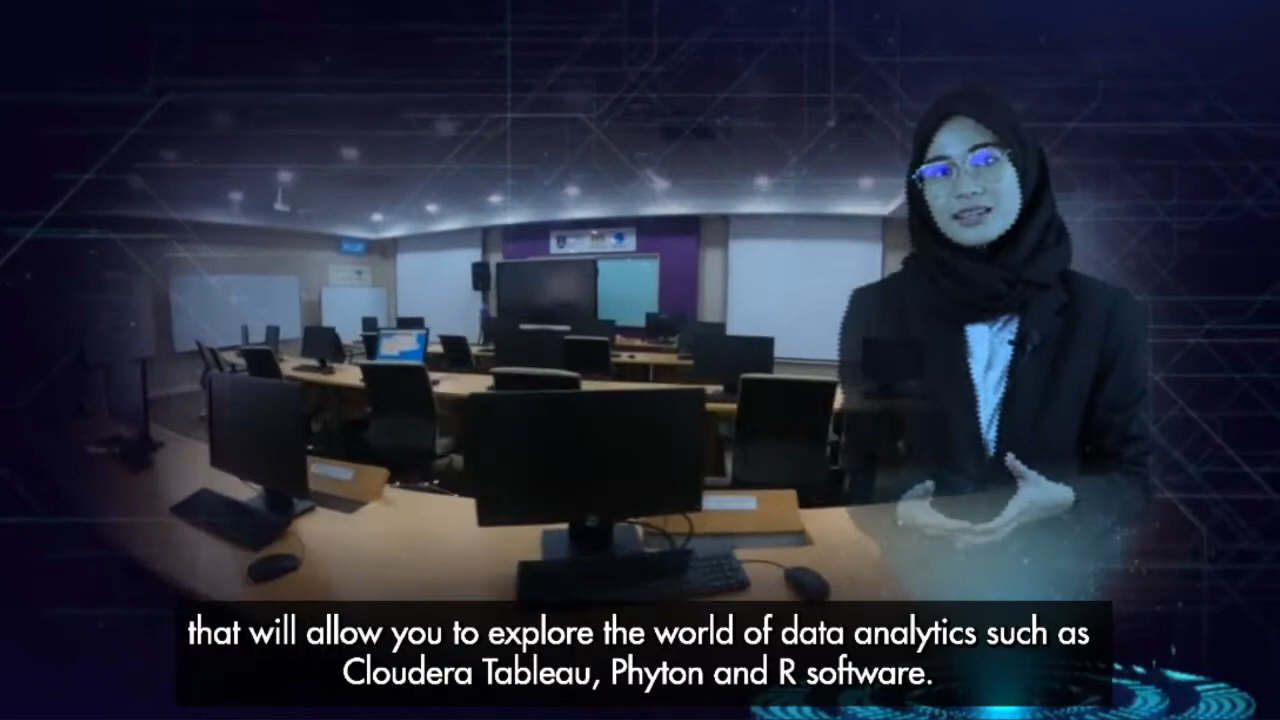 that will allow you to explore the world of data analytics such as
Cloudera Tableau, Phyton and R software.